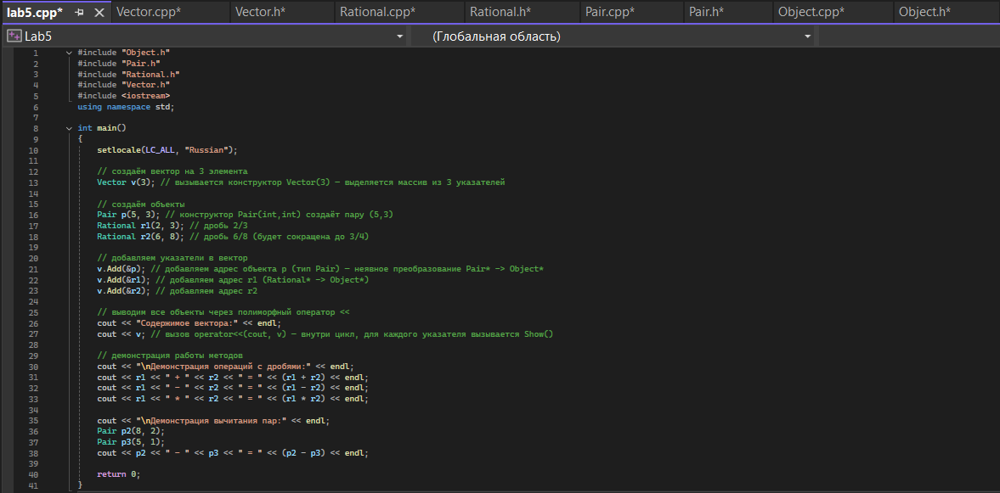 lab5.cpp* Vector.cpp* Vector.h* Rational.cpp* Rational.h* Pair.cpp* Pair.h* Object.cpp* Object.h*
Lab5 (Глобальная область)
1 #include "Object.h"
2 #include "Pair.h"
3 #include "Rational.h"
4 #include "Vector.h"
5 #include <iostream>
6 using namespace std;
7
8 int main()
9 {
10 setlocale(LC_ALL, "Russian");
11
12 // создаём вектор на 3 элемента
13 Vector v(3); // вызывается конструктор Vector(3) – выделяется массив из 3 указателей
14
15 // создаём объекты
16 Pair p(5, 3); // конструктор Pair(int,int) создаёт пару (5,3)
17 Rational r1(2, 3); // дробь 2/3
18 Rational r2(6, 8); // дробь 6/8 (будет сокращена до 3/4)
19
20 // добавляем указатели в вектор
21 v.Add(&p); // добавляем адрес объекта p (тип Pair) – неявное преобразование Pair* -> Object*
22 v.Add(&r1); // добавляем адрес r1 (Rational* -> Object*)
23 v.Add(&r2); // добавляем адрес r2
24
25 // выводим все объекты через полиморфный оператор <<
26 cout << "Содержимое вектора:" << endl;
27 cout << v; // вызов operator<<(cout, v) – внутри цикл, для каждого указателя вызывается Show()
28
29 // демонстрация работы методов
30 cout << "\nДемонстрация операций с дробями:" << endl;
31 cout << r1 << " + " << r2 << " = " << (r1 + r2) << endl;
32 cout << r1 << " - " << r2 << " = " << (r1 - r2) << endl;
33 cout << r1 << " * " << r2 << " = " << (r1 * r2) << endl;
34
35 cout << "\nДемонстрация вычитания пар:" << endl;
36 Pair p2(8, 2);
37 Pair p3(5, 1);
38 cout << p2 << " - " << p3 << " = " << (p2 - p3) << endl;
39
40 return 0;
41 }